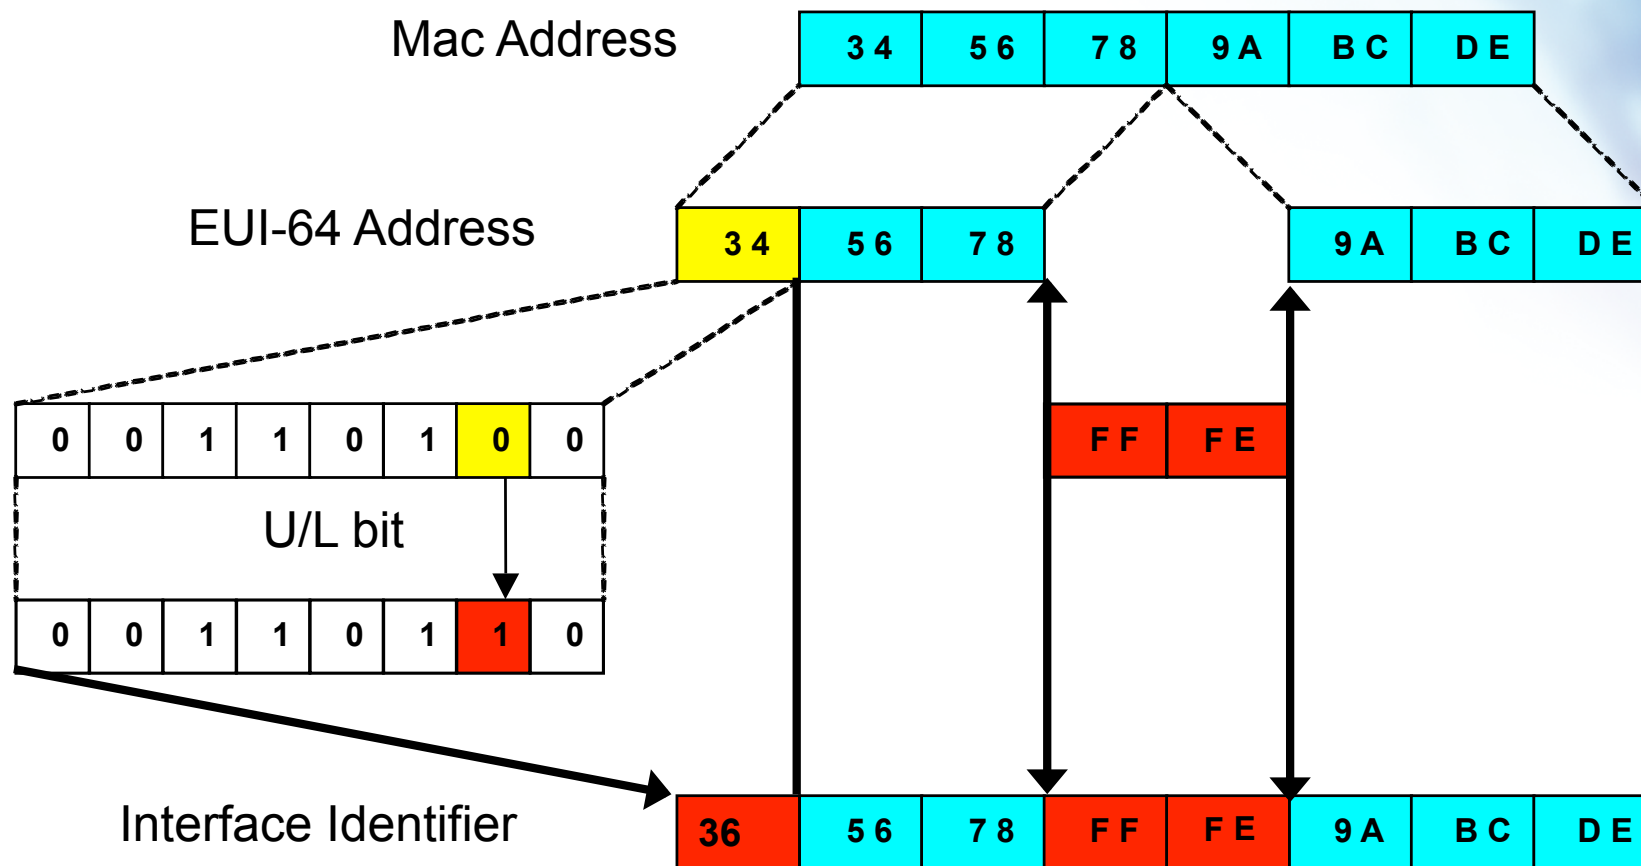 Mac Address 3 4 5 6 7 8 9 A B C D E
EUI-64 Address 3 4 5 6 7 8 9 A B C D E
0 0 1 1 0 1 0 0 F F F E
U/L bit
0 0 1 1 0 1 1 0
Interface Identifier 36 5 6 7 8 F F F E 9 A B C D E